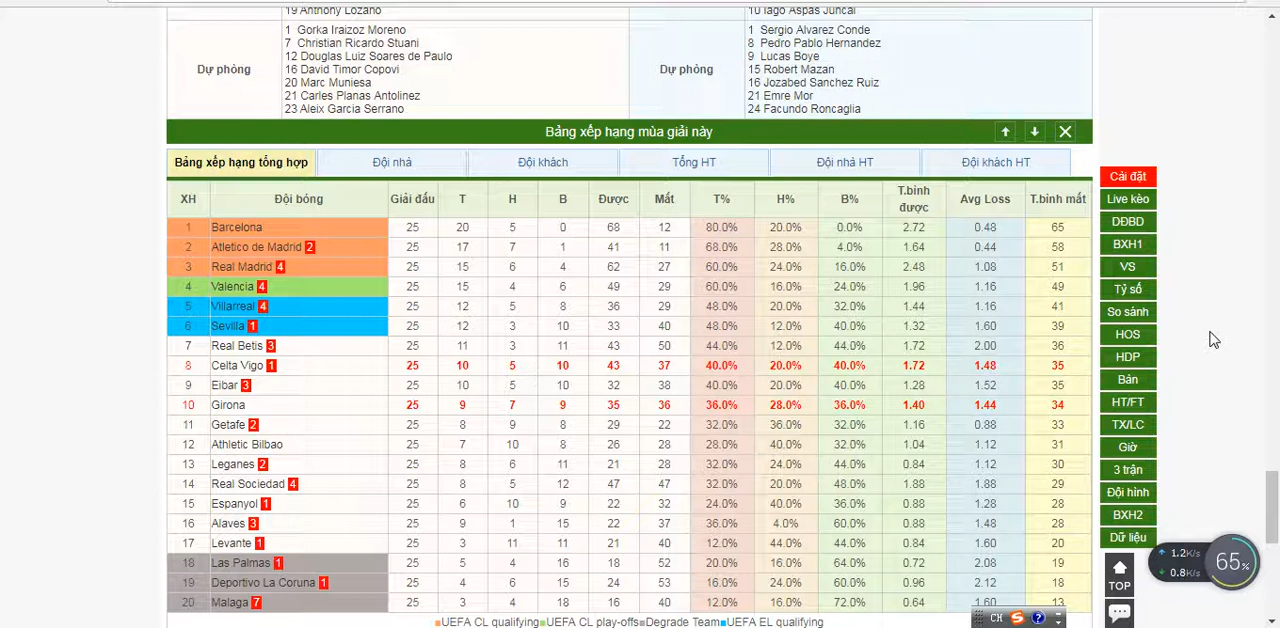 19 Anthony Lozano
10 Iago Aspas Juncal
Dự phòng
1 Gorka Iraizoz Moreno
7 Christian Ricardo Stuani
12 Douglas Luiz Soares de Paulo
16 David Timor Copovi
20 Marc Muniesa
21 Carles Planas Antolinez
23 Aleix Garcia Serrano
Dự phòng
1 Sergio Alvarez Conde
8 Pedro Pablo Hernandez
9 Lucas Boye
15 Robert Mazan
16 Jozabed Sanchez Ruiz
21 Emre Mor
24 Facundo Roncaglia
Bảng xếp hạng mùa giải này
Bảng xếp hạng tổng hợp Đội nhà Đội khách Tổng HT Đội nhà HT Đội khách HT
XH Đội bóng Giải đấu T H B Được Mất T% H% B% T.bình được Avg Loss T.bình mất
1 Barcelona 25 20 5 0 68 12 80.0% 20.0% 0.0% 2.72 0.48 65
2 Atletico de Madrid 2 25 17 7 1 41 11 68.0% 28.0% 4.0% 1.64 0.44 58
3 Real Madrid 4 25 15 6 4 62 27 60.0% 24.0% 16.0% 2.48 1.08 51
4 Valencia 4 25 15 4 6 49 29 60.0% 16.0% 24.0% 1.96 1.16 49
5 Villarreal 4 25 12 5 8 36 29 48.0% 20.0% 32.0% 1.44 1.16 41
6 Sevilla 1 25 12 3 10 33 40 48.0% 12.0% 40.0% 1.32 1.60 39
7 Real Betis 3 25 11 3 11 43 50 44.0% 12.0% 44.0% 1.72 2.00 36
8 Celta Vigo 1 25 10 5 10 43 37 40.0% 20.0% 40.0% 1.72 1.48 35
9 Eibar 3 25 10 5 10 32 38 40.0% 20.0% 40.0% 1.28 1.52 35
10 Girona 25 9 7 9 35 36 36.0% 28.0% 36.0% 1.40 1.44 34
11 Getafe 2 25 8 9 8 29 22 32.0% 36.0% 32.0% 1.16 0.88 33
12 Athletic Bilbao 25 7 10 8 26 28 28.0% 40.0% 32.0% 1.04 1.12 31
13 Leganes 2 25 8 6 11 21 28 32.0% 24.0% 44.0% 0.84 1.12 30
14 Real Sociedad 4 25 8 5 12 47 47 32.0% 20.0% 48.0% 1.88 1.88 29
15 Espanyol 1 25 6 10 9 22 32 24.0% 40.0% 36.0% 0.88 1.28 28
16 Alaves 3 25 9 1 15 22 37 36.0% 4.0% 60.0% 0.88 1.48 28
17 Levante 1 25 3 11 11 21 40 12.0% 44.0% 44.0% 0.84 1.60 20
18 Las Palmas 1 25 5 4 16 18 52 20.0% 16.0% 64.0% 0.72 2.08 19
19 Deportivo La Coruna 1 25 4 6 15 24 53 16.0% 24.0% 60.0% 0.96 2.12 18
20 Malaga 7 25 3 4 18 16 40 12.0% 16.0% 72.0% 0.64 1.60 13
UEFA CL qualifying UEFA CL play-offs Degrade Team UEFA EL qualifying
Cài đặt
Live kèo
DĐBD
BXH1
VS
Tỷ số
So sánh
HOS
HDP
Bàn
HT/FT
TX/LC
Giờ
3 trận
Đội hình
BXH2
Dữ liệu
TOP
1.2K/s
0.8K/s
65%
CH S ?